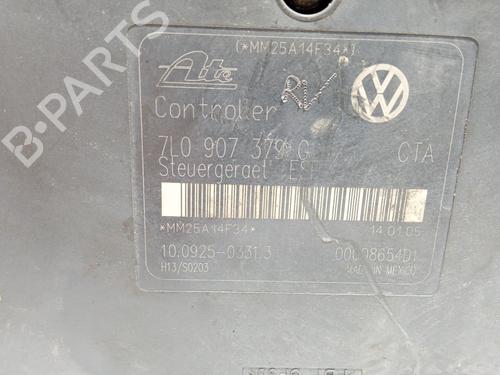 (*MM25A14F34*)
Ate
Controller RV
7L0 907 379 G CTA
Steuergeraet ESP
*MM25A14F34* 14.01.05
10.0925-0331.3 00008654D1
H13/S0203 MADE IN MEXICO
B-Parts